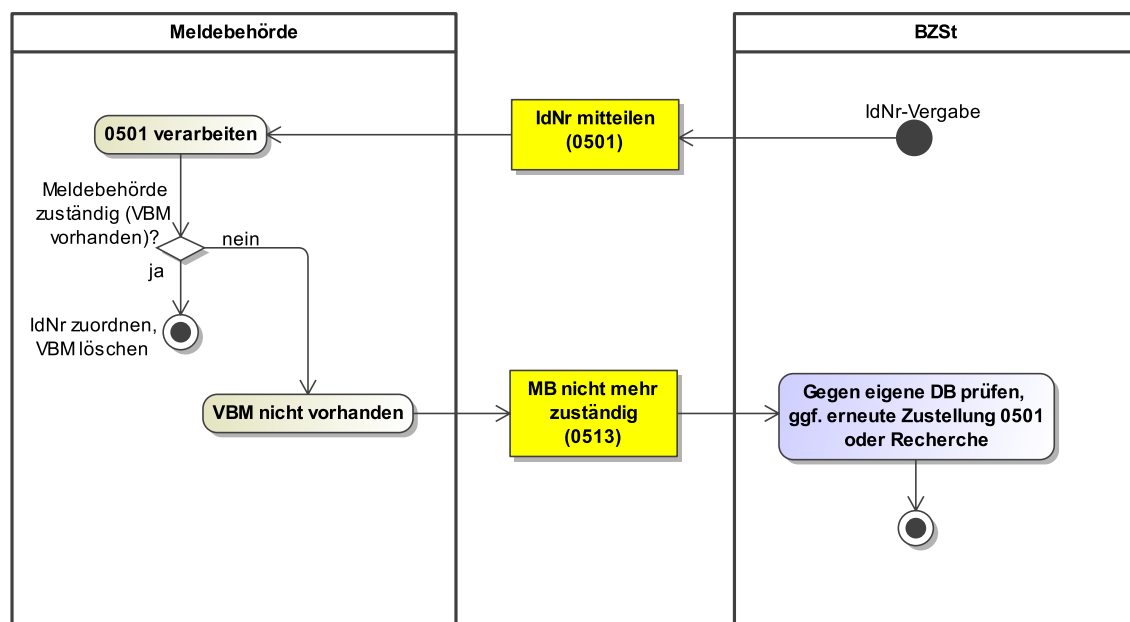 Meldebehörde
BZSt
IdNr-Vergabe
IdNr mitteilen
(0501)
0501 verarbeiten
Meldebehörde
zuständig (VBM
vorhanden)?
nein
ja
IdNr zuordnen,
VBM löschen
VBM nicht vorhanden
MB nicht mehr
zuständig
(0513)
Gegen eigene DB prüfen,
ggf. erneute Zustellung 0501
oder Recherche